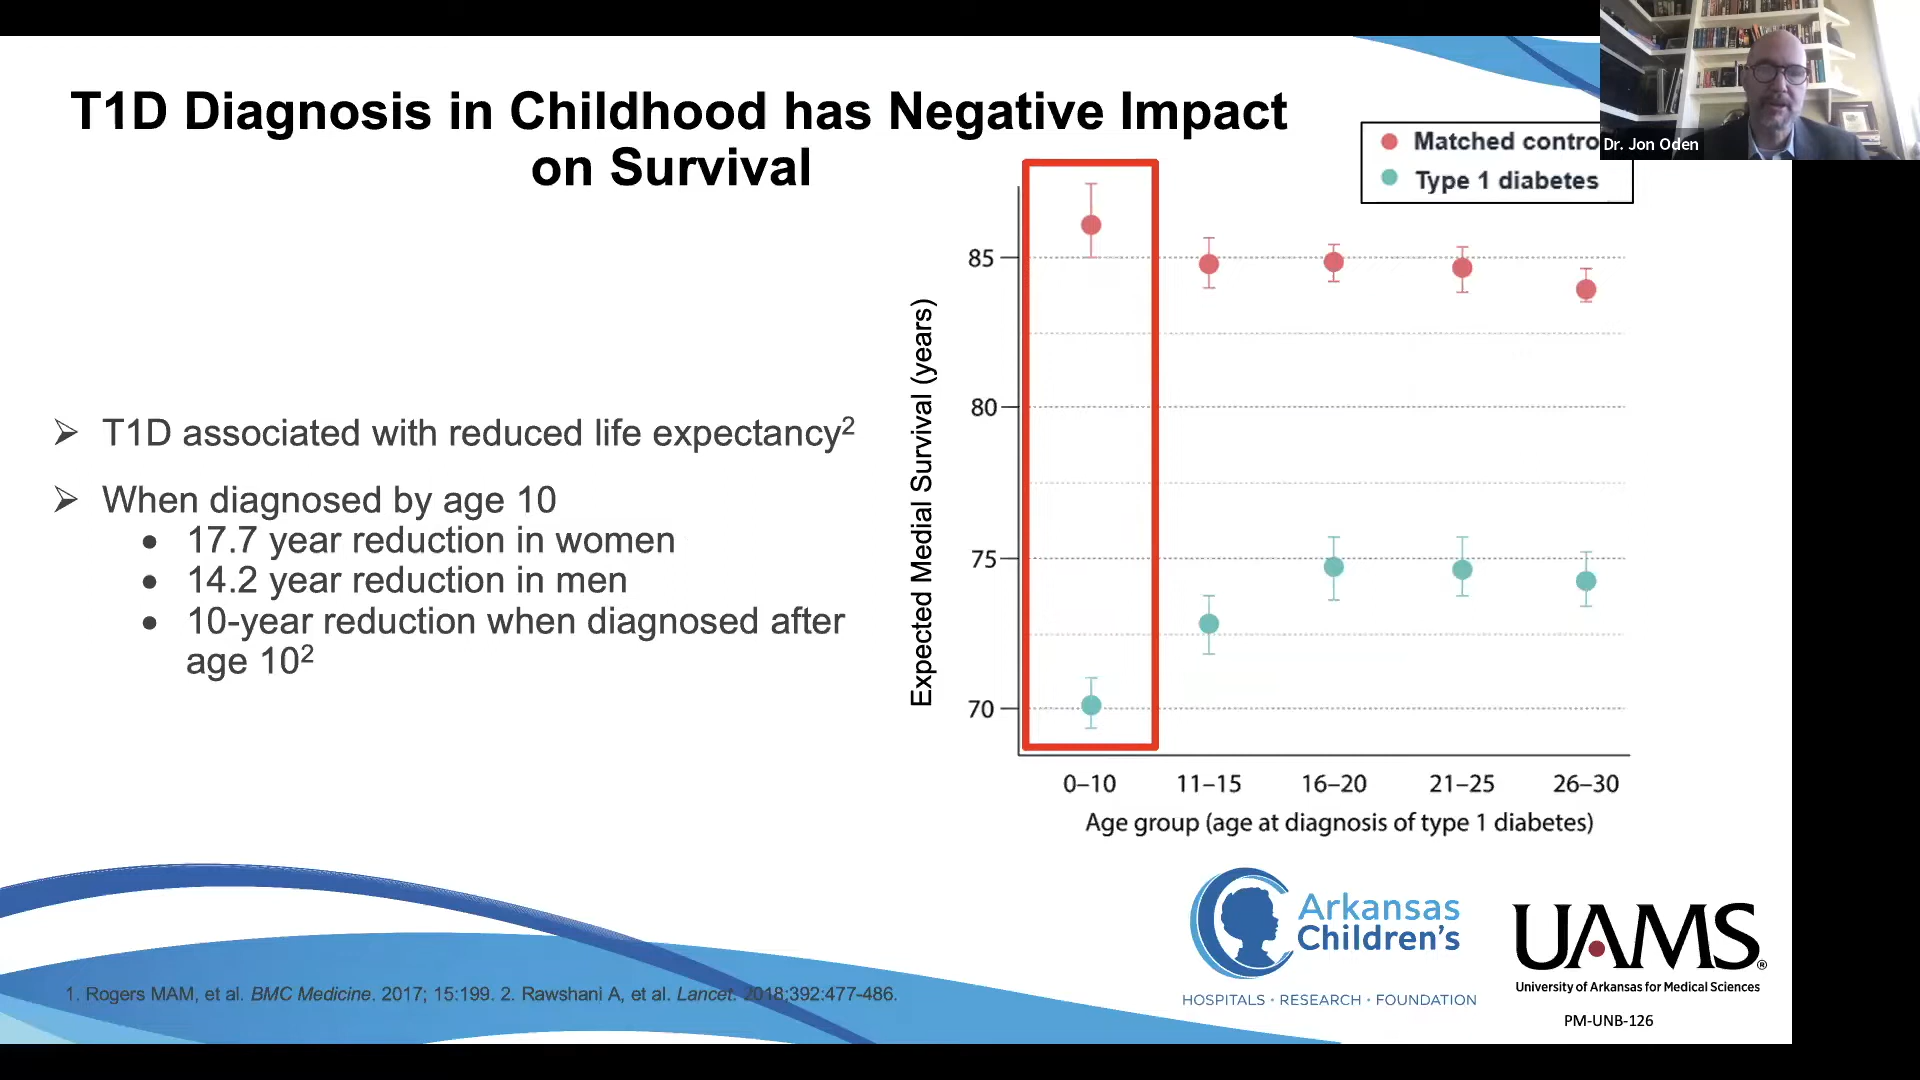 T1D Diagnosis in Childhood has Negative Impact
on Survival
Dr. Jon Oden
Matched contro
Type 1 diabetes
➢ T1D associated with reduced life expectancy²
➢ When diagnosed by age 10
• 17.7 year reduction in women
• 14.2 year reduction in men
• 10-year reduction when diagnosed after
age 10²
Expected Medial Survival (years)
85
80
75
70
0–10 11–15 16–20 21–25 26–30
Age group (age at diagnosis of type 1 diabetes)
Arkansas
Children's
HOSPITALS • RESEARCH • FOUNDATION
UAMS®
University of Arkansas for Medical Sciences
PM-UNB-126
1. Rogers MAM, et al. BMC Medicine. 2017; 15:199. 2. Rawshani A, et al. Lancet. 2018;392:477-486.